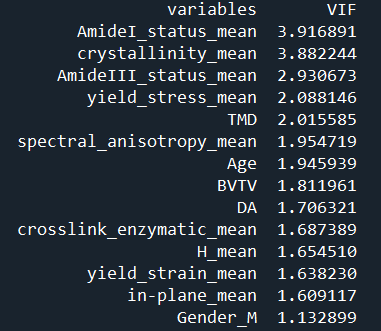 variables VIF
AmideI_status_mean 3.916891
crystallinity_mean 3.882244
AmideIII_status_mean 2.930673
yield_stress_mean 2.088146
TMD 2.015585
spectral_anisotropy_mean 1.954719
Age 1.945939
BVTV 1.811961
DA 1.706321
crosslink_enzymatic_mean 1.687389
H_mean 1.654510
yield_strain_mean 1.638230
in-plane_mean 1.609117
Gender_M 1.132899